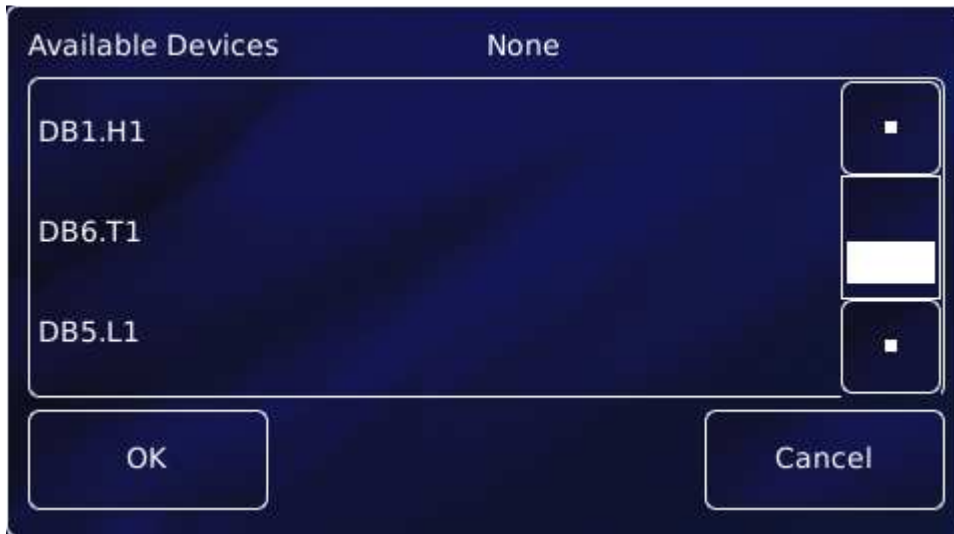 Available Devices None
DB1.H1
DB6.T1
DB5.L1
OK Cancel